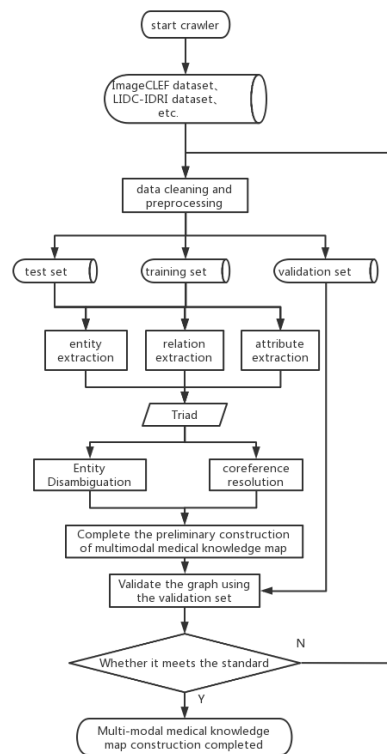 start crawler
ImageCLEF dataset、
LIDC-IDRI dataset、
etc.
data cleaning and
preprocessing
test set
training set
validation set
entity
extraction
relation
extraction
attribute
extraction
Triad
Entity
Disambiguation
coreference
resolution
Complete the preliminary construction
of multimodal medical knowledge map
Validate the graph using
the validation set
Whether it meets the standard
N
Y
Multi-modal medical knowledge
map construction completed